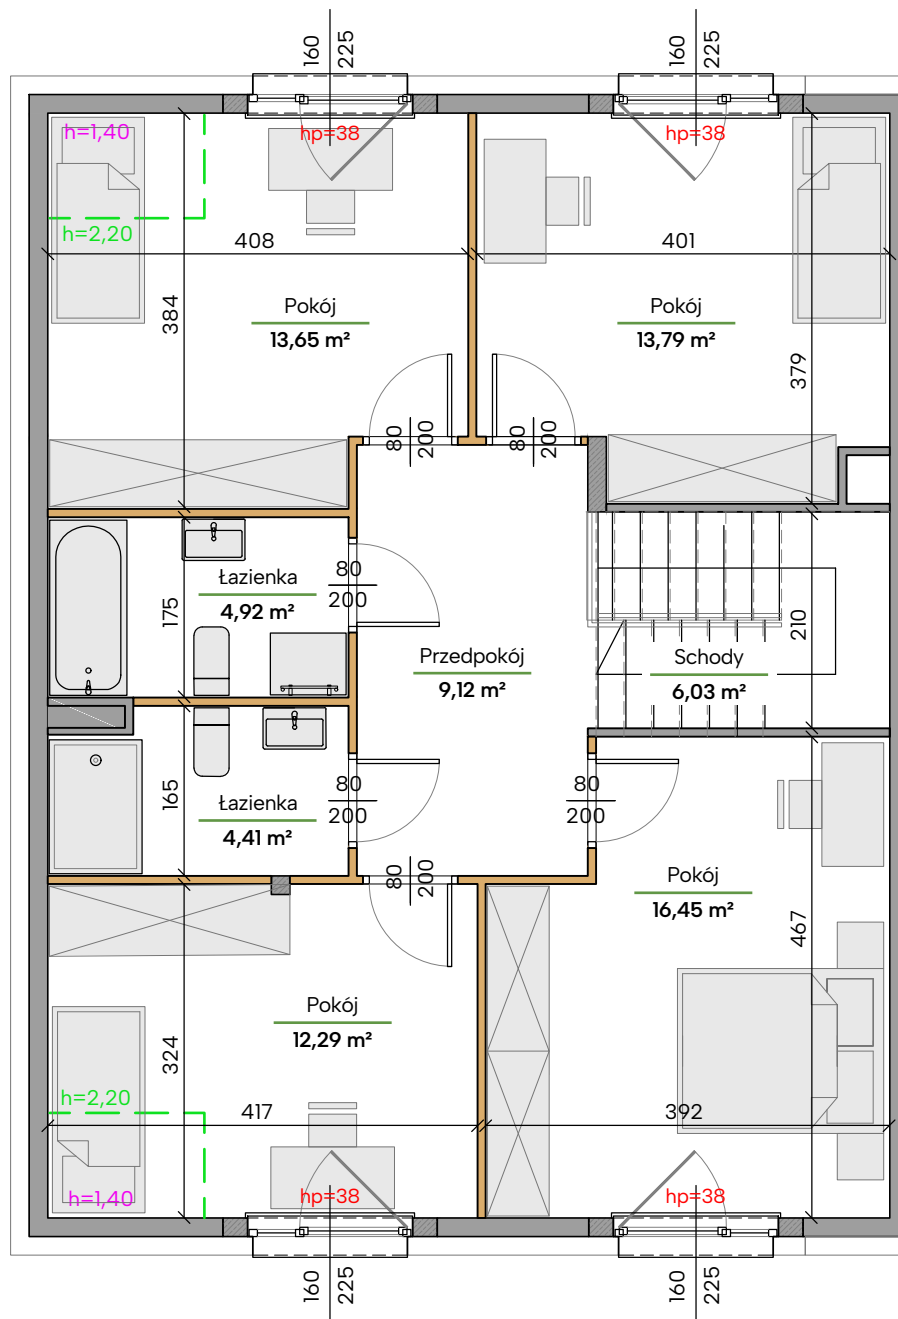 160
225
160
225
h=1,40
hp=38
hp=38
h=2,20
408
401
384
Pokój
13,65 m²
Pokój
13,79 m²
379
80
200
80
200
Łazienka
4,92 m²
80
200
175
210
Przedpokój
9,12 m²
Schody
6,03 m²
165
Łazienka
4,41 m²
80
200
80
200
80
200
Pokój
16,45 m²
467
Pokój
12,29 m²
324
h=2,20
417
392
h=1,40
hp=38
hp=38
160
225
160
225